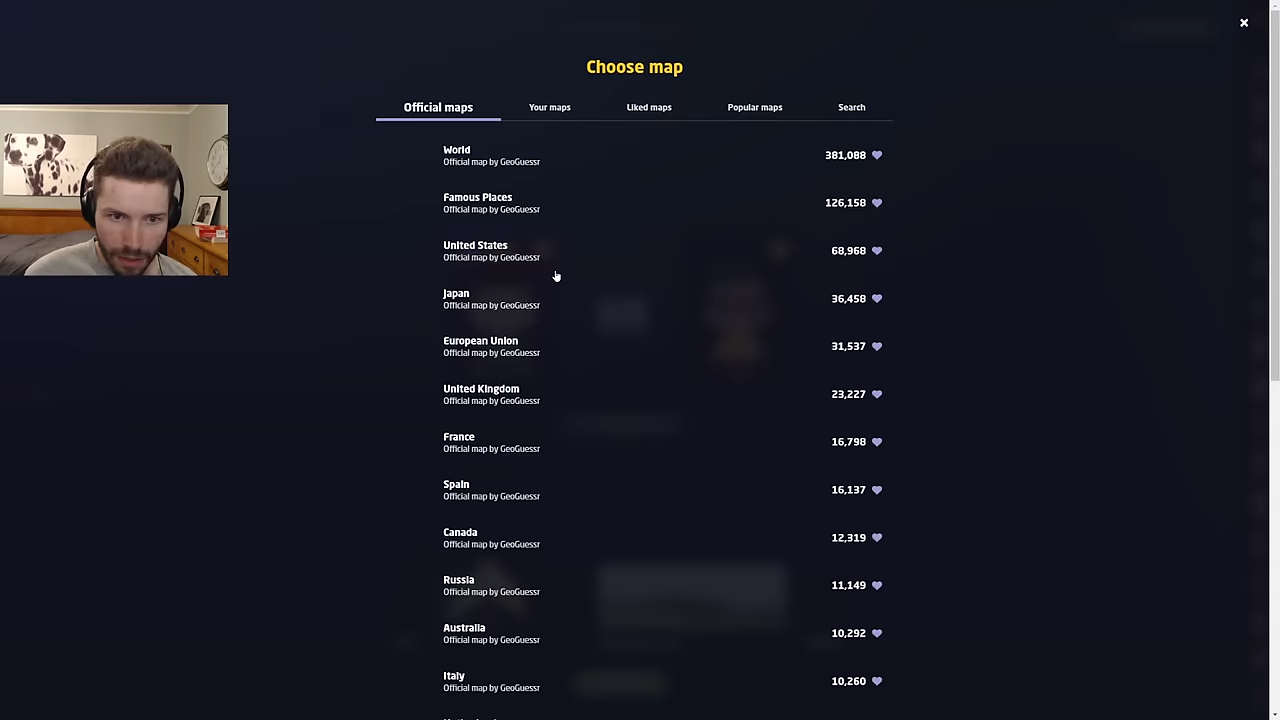 Choose map
Official maps
Your maps
Liked maps
Popular maps
Search
World
Official map by GeoGuessr
381,088
Famous Places
Official map by GeoGuessr
126,158
United States
Official map by GeoGuessr
68,968
Japan
Official map by GeoGuessr
36,458
European Union
Official map by GeoGuessr
31,537
United Kingdom
Official map by GeoGuessr
23,227
France
Official map by GeoGuessr
16,798
Spain
Official map by GeoGuessr
16,137
Canada
Official map by GeoGuessr
12,319
Russia
Official map by GeoGuessr
11,149
Australia
Official map by GeoGuessr
10,292
Italy
Official map by GeoGuessr
10,260